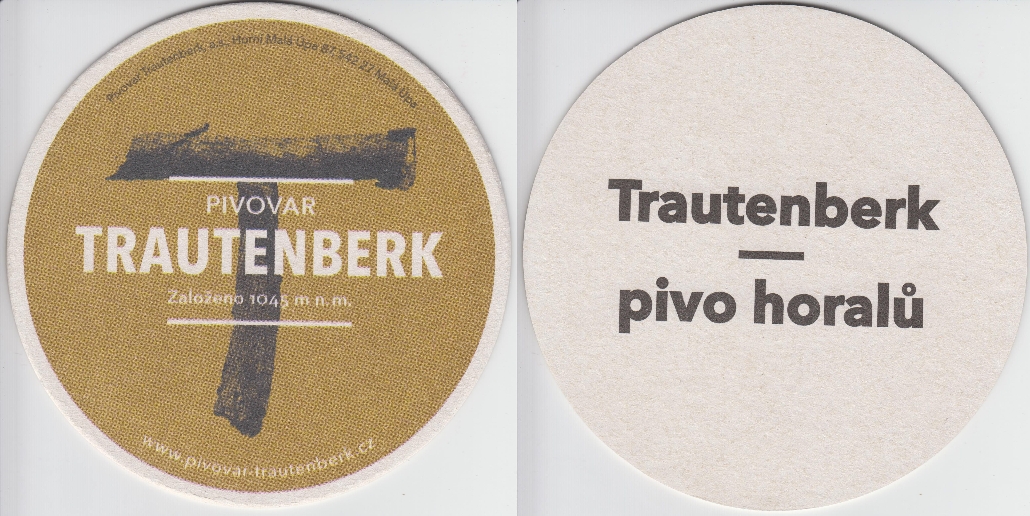 Pivovar Trautenberk, a.s., Horní Malá Úpa 87, 542 27 Malá Úpa
PIVOVAR
TRAUTENBERK
Založeno 1045 m n. m.
www.pivovar-trautenberk.cz
Trautenberk
pivo horalů